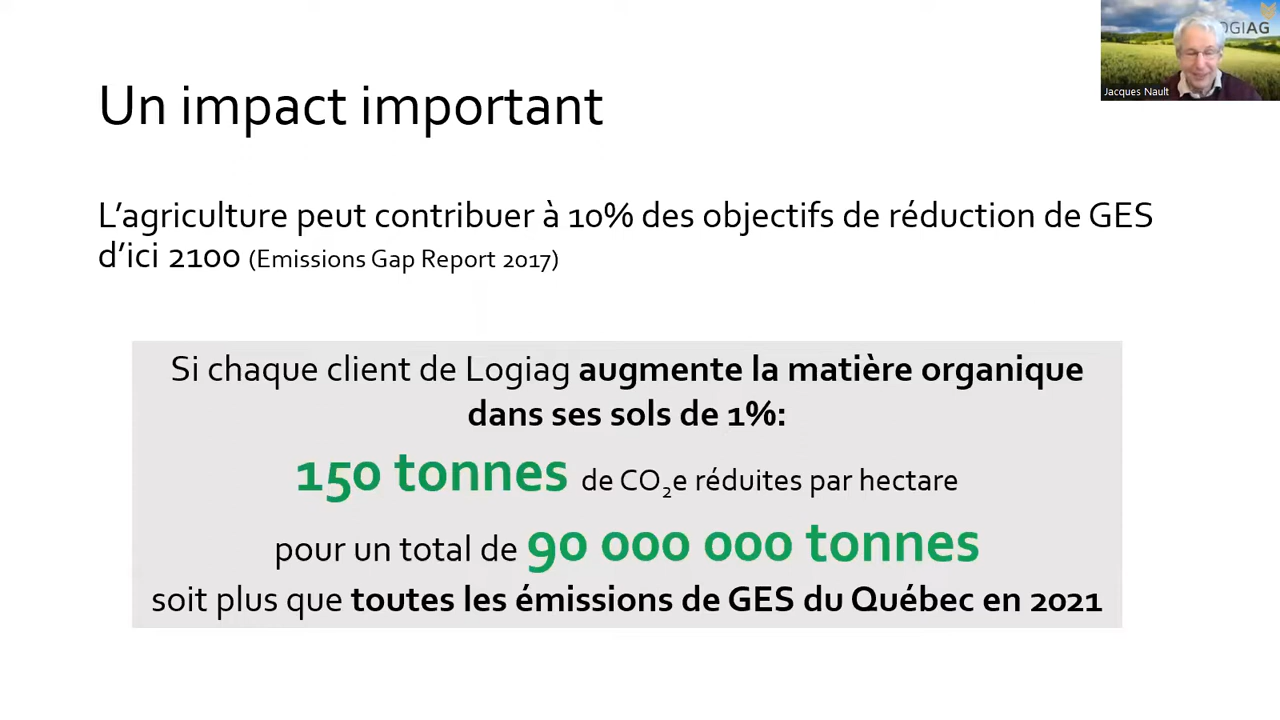 OGIAG
Jacques Nault
Un impact important
L’agriculture peut contribuer à 10% des objectifs de réduction de GES
d’ici 2100 (Emissions Gap Report 2017)
Si chaque client de Logiag augmente la matière organique
dans ses sols de 1%:
150 tonnes de CO₂e réduites par hectare
pour un total de 90 000 000 tonnes
soit plus que toutes les émissions de GES du Québec en 2021